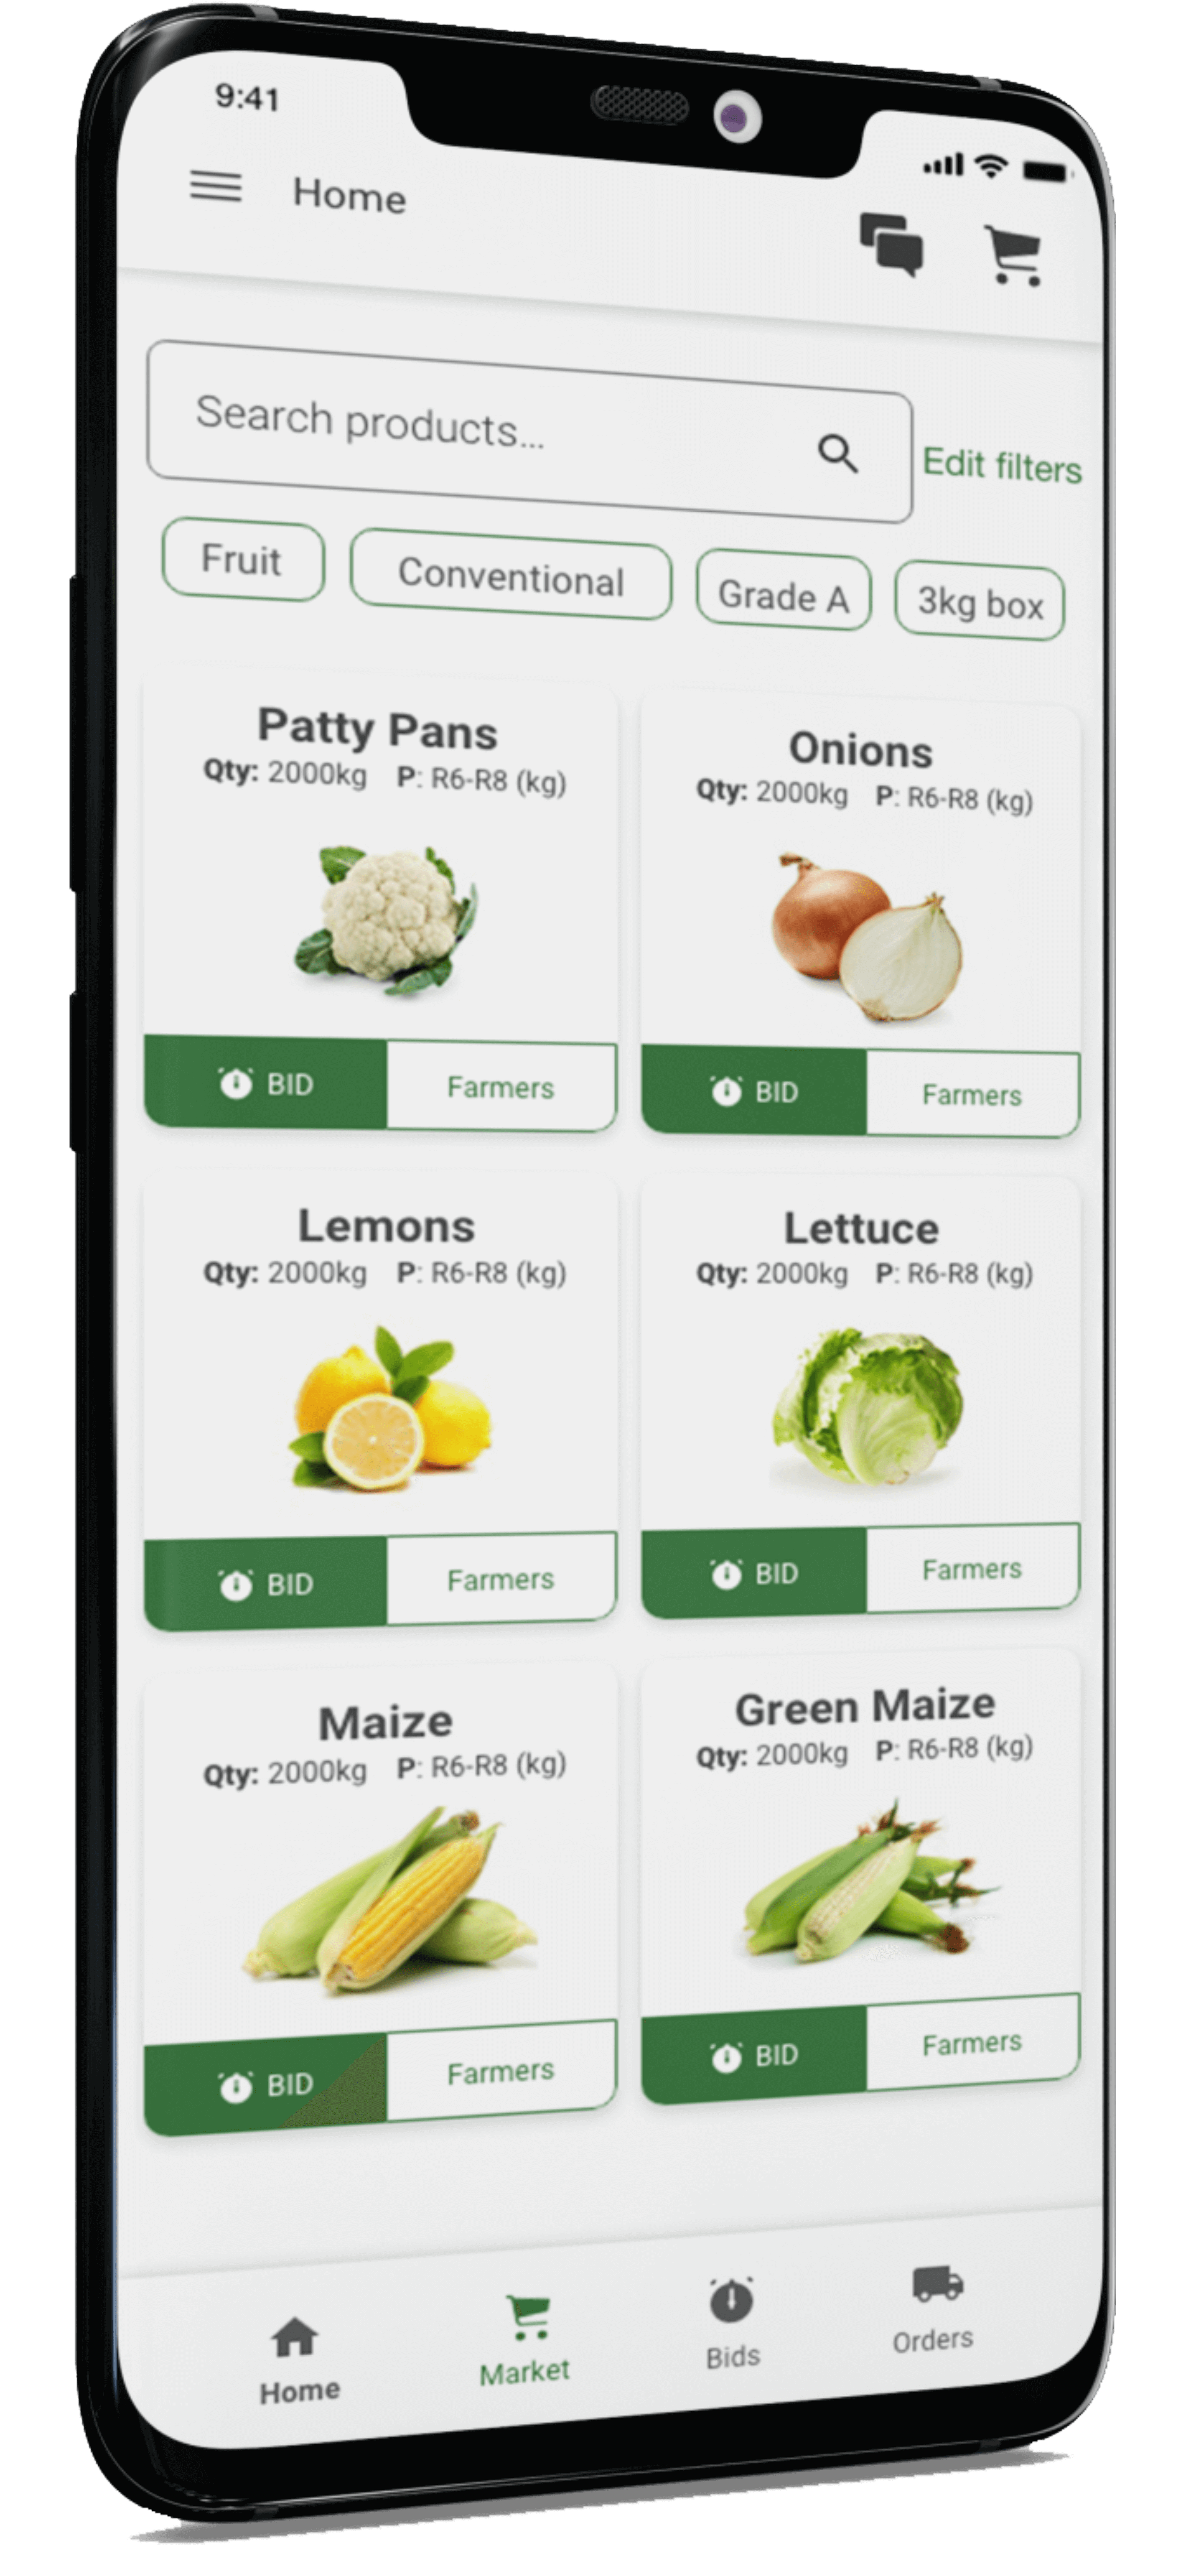 9:41
Home
Search products...
Edit filters
Fruit
Conventional
Grade A
3kg box
Patty Pans
Qty: 2000kg P: R6-R8 (kg)
BID
Farmers
Onions
Qty: 2000kg P: R6-R8 (kg)
BID
Farmers
Lemons
Qty: 2000kg P: R6-R8 (kg)
BID
Farmers
Lettuce
Qty: 2000kg P: R6-R8 (kg)
BID
Farmers
Maize
Qty: 2000kg P: R6-R8 (kg)
BID
Farmers
Green Maize
Qty: 2000kg P: R6-R8 (kg)
BID
Farmers
Home
Market
Bids
Orders